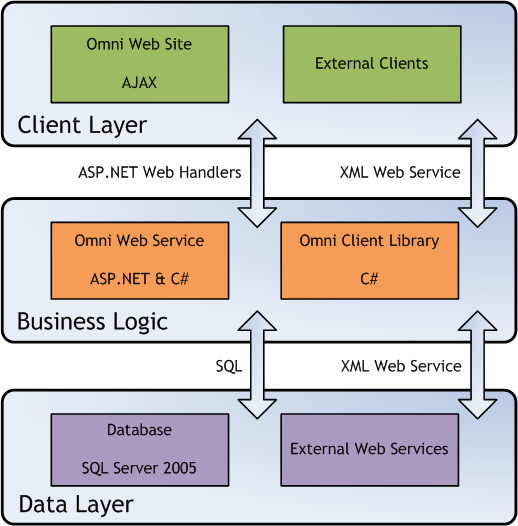 Omni Web Site
AJAX
External Clients
Client Layer
ASP.NET Web Handlers
XML Web Service
Omni Web Service
ASP.NET & C#
Omni Client Library
C#
Business Logic
SQL
XML Web Service
Database
SQL Server 2005
External Web Services
Data Layer